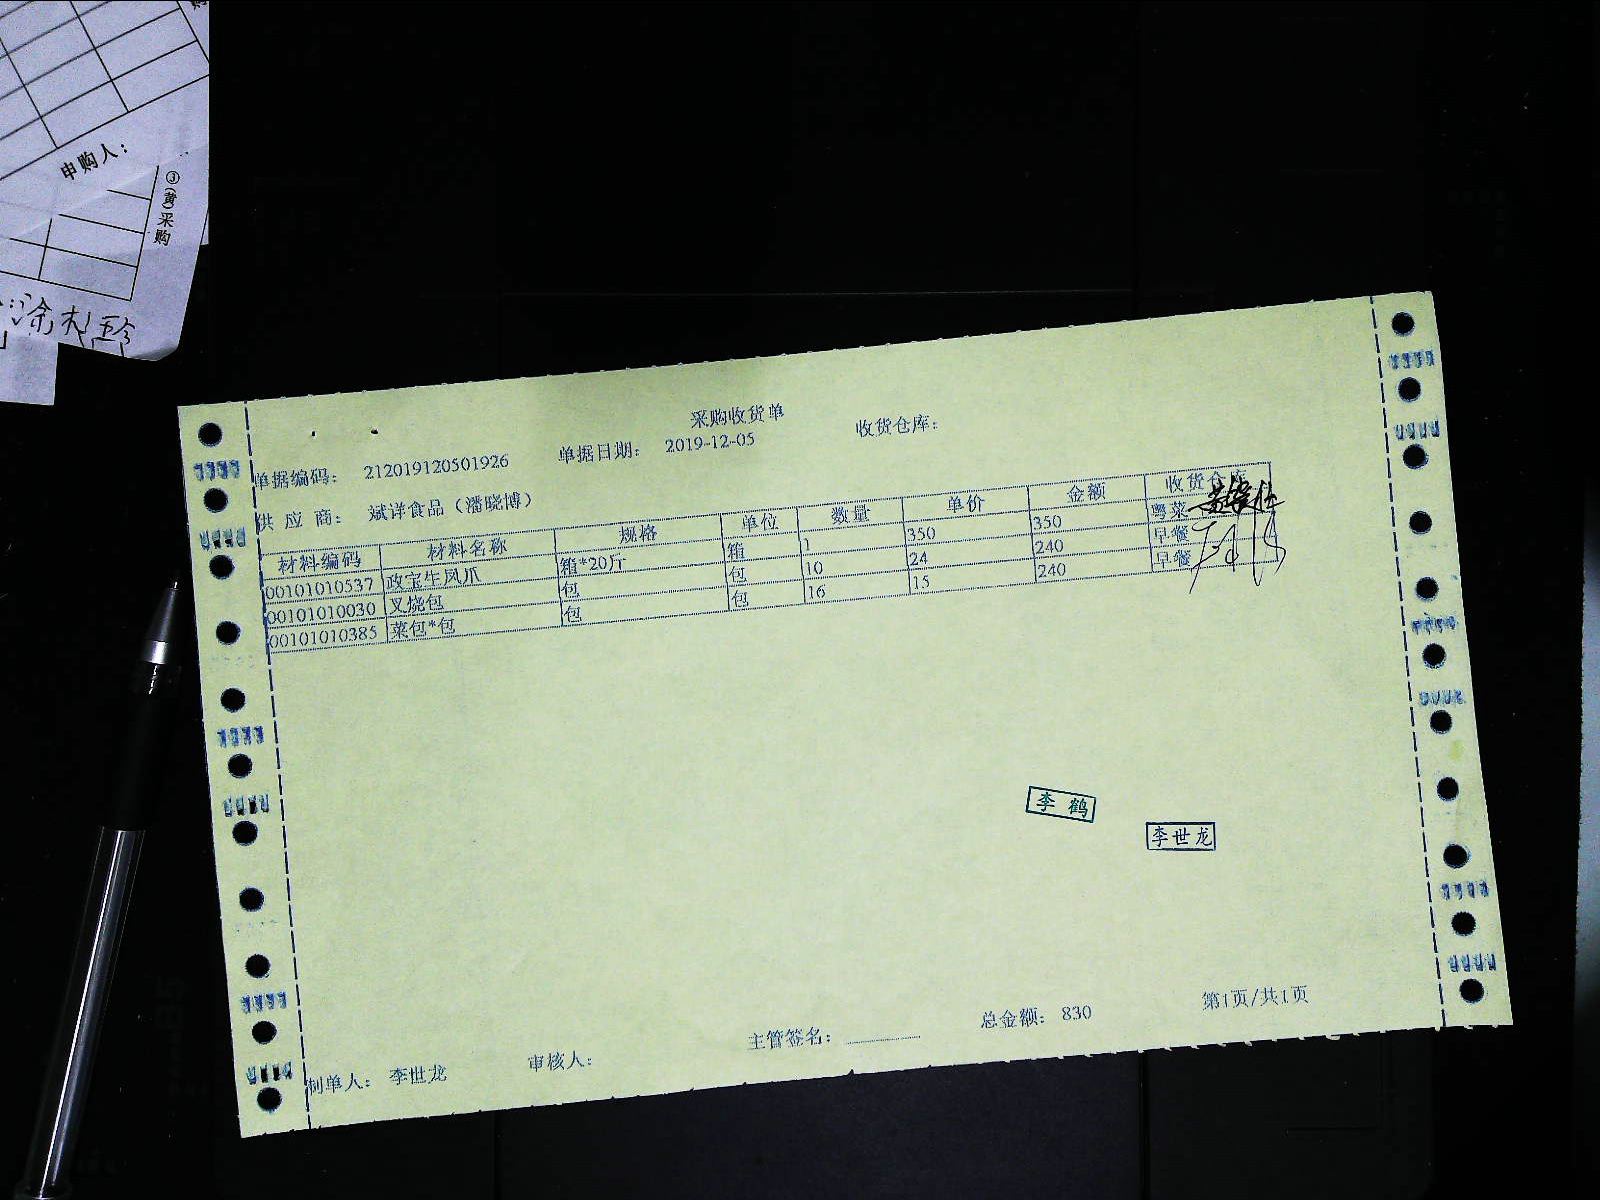 购
申购人：
③(黄)采购
采购收货单
单据编码： 212019120501926 单据日期： 2019-12-05 收货仓库：
供 应 商： 斌洋食品（潘晓博）
材料编码 材料名称 规格 单位 数量 单价 金额 收货仓库
00101010537 政宝生凤爪 箱*20斤 箱 1 350 350 粤菜
00101010030 叉烧包 包 包 10 24 240 早餐
00101010385 菜包*包 包 包 16 15 240 早餐
李 鹤
李世龙
制单人： 李世龙 审核人： 主管签名： 总金额： 830 第1页/共1页